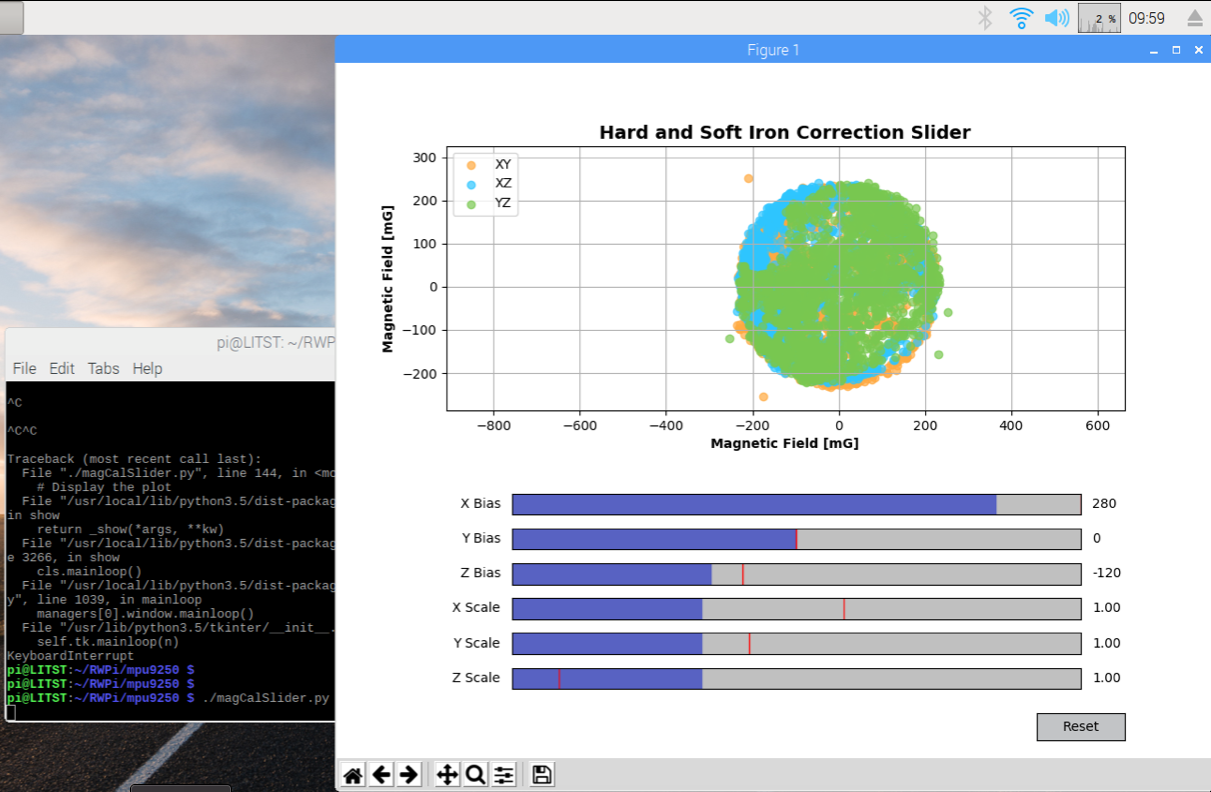 2 %
09:59
Figure 1
Hard and Soft Iron Correction Slider
XY
XZ
YZ
300
200
100
0
−100
−200
Magnetic Field [mG]
−800
−600
−400
−200
0
200
400
600
Magnetic Field [mG]
X Bias 280
Y Bias 0
Z Bias -120
X Scale 1.00
Y Scale 1.00
Z Scale 1.00
Reset
pi@LITST: ~/RWP
File Edit Tabs Help
^C
^C^C
Traceback (most recent call last):
File "./magCalSlider.py", line 144, in <mo
# Display the plot
File "/usr/local/lib/python3.5/dist-packag
in show
return _show(*args, **kw)
File "/usr/local/lib/python3.5/dist-packag
e 3266, in show
cls.mainloop()
File "/usr/local/lib/python3.5/dist-packag
y", line 1039, in mainloop
managers[0].window.mainloop()
File "/usr/lib/python3.5/tkinter/__init__.
self.tk.mainloop(n)
KeyboardInterrupt
pi@LITST:~/RWPi/mpu9250 $
pi@LITST:~/RWPi/mpu9250 $
pi@LITST:~/RWPi/mpu9250 $ ./magCalSlider.py